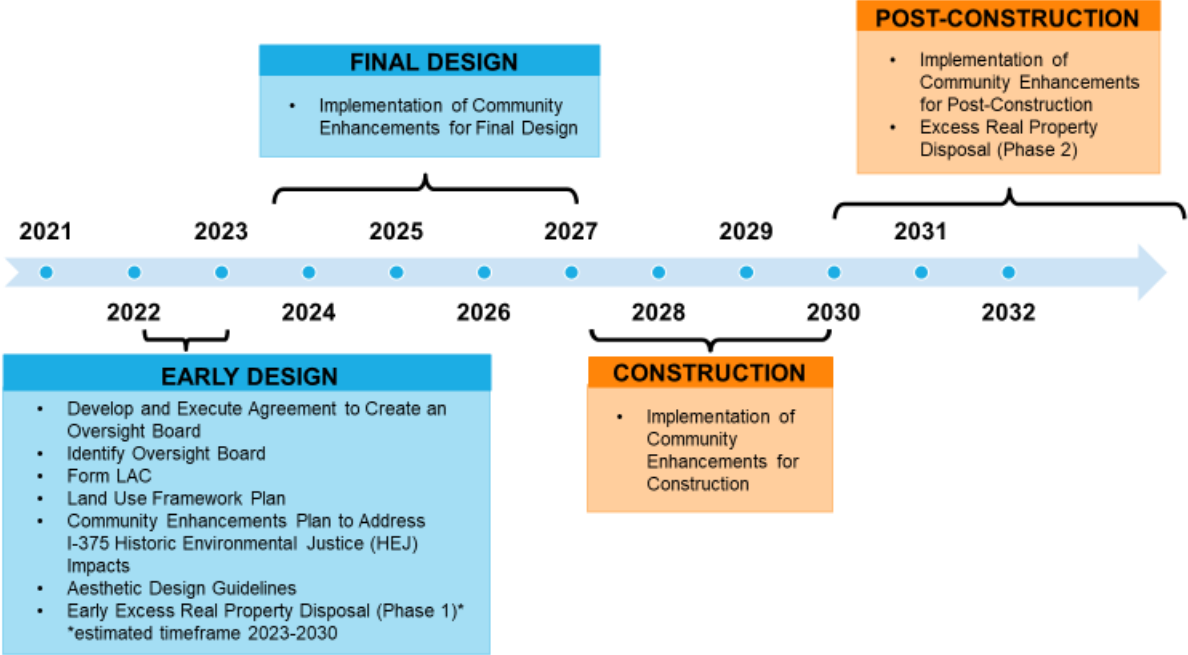 POST-CONSTRUCTION
• Implementation of
Community Enhancements
for Post-Construction
• Excess Real Property
Disposal (Phase 2)
FINAL DESIGN
• Implementation of Community
Enhancements for Final Design
2021 2023 2025 2027 2029 2031
2022 2024 2026 2028 2030 2032
EARLY DESIGN
• Develop and Execute Agreement to Create an
Oversight Board
• Identify Oversight Board
• Form LAC
• Land Use Framework Plan
• Community Enhancements Plan to Address
I-375 Historic Environmental Justice (HEJ)
Impacts
• Aesthetic Design Guidelines
• Early Excess Real Property Disposal (Phase 1)*
*estimated timeframe 2023-2030
CONSTRUCTION
• Implementation of
Community
Enhancements for
Construction